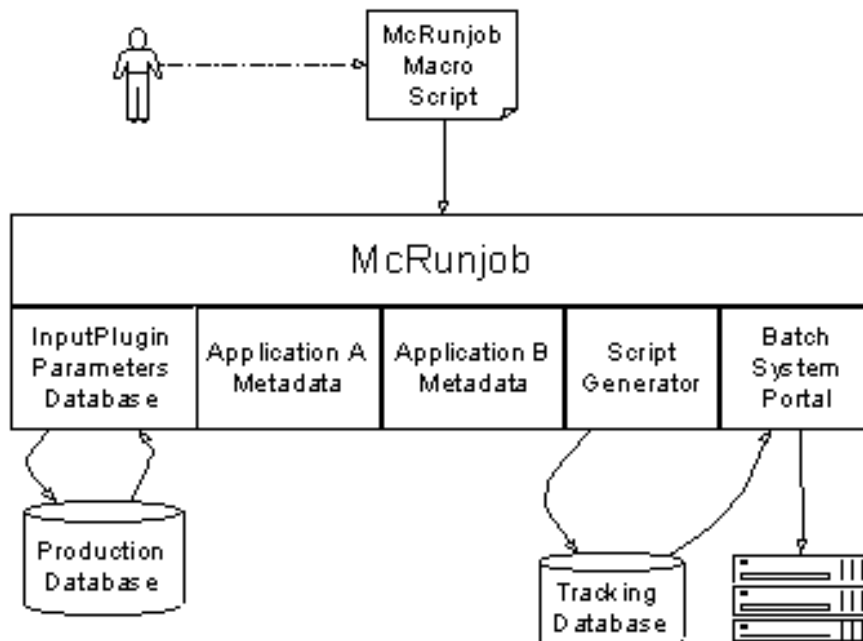 McRunjob
Macro
Script
McRunjob
InputPlugin
Parameters
Database
Application A
Metadata
Application B
Metadata
Script
Generator
Batch
System
Portal
Production
Database
Tracking
Database